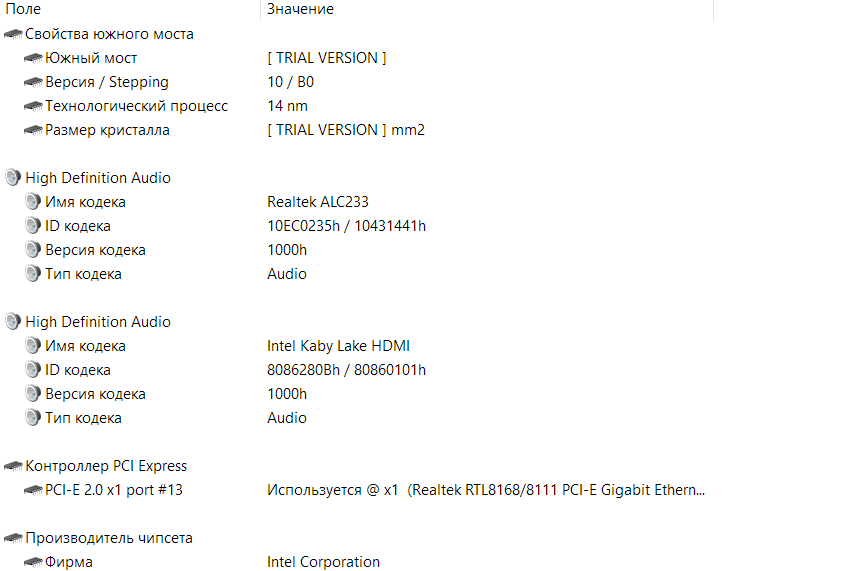 Поле Значение
Свойства южного моста
Южный мост [ TRIAL VERSION ]
Версия / Stepping 10 / B0
Технологический процесс 14 nm
Размер кристалла [ TRIAL VERSION ] mm2
High Definition Audio
Имя кодека Realtek ALC233
ID кодека 10EC0235h / 10431441h
Версия кодека 1000h
Тип кодека Audio
High Definition Audio
Имя кодека Intel Kaby Lake HDMI
ID кодека 8086280Bh / 80860101h
Версия кодека 1000h
Тип кодека Audio
Контроллер PCI Express
PCI-E 2.0 x1 port #13 Используется @ x1 (Realtek RTL8168/8111 PCI-E Gigabit Ethern...
Производитель чипсета
Фирма Intel Corporation